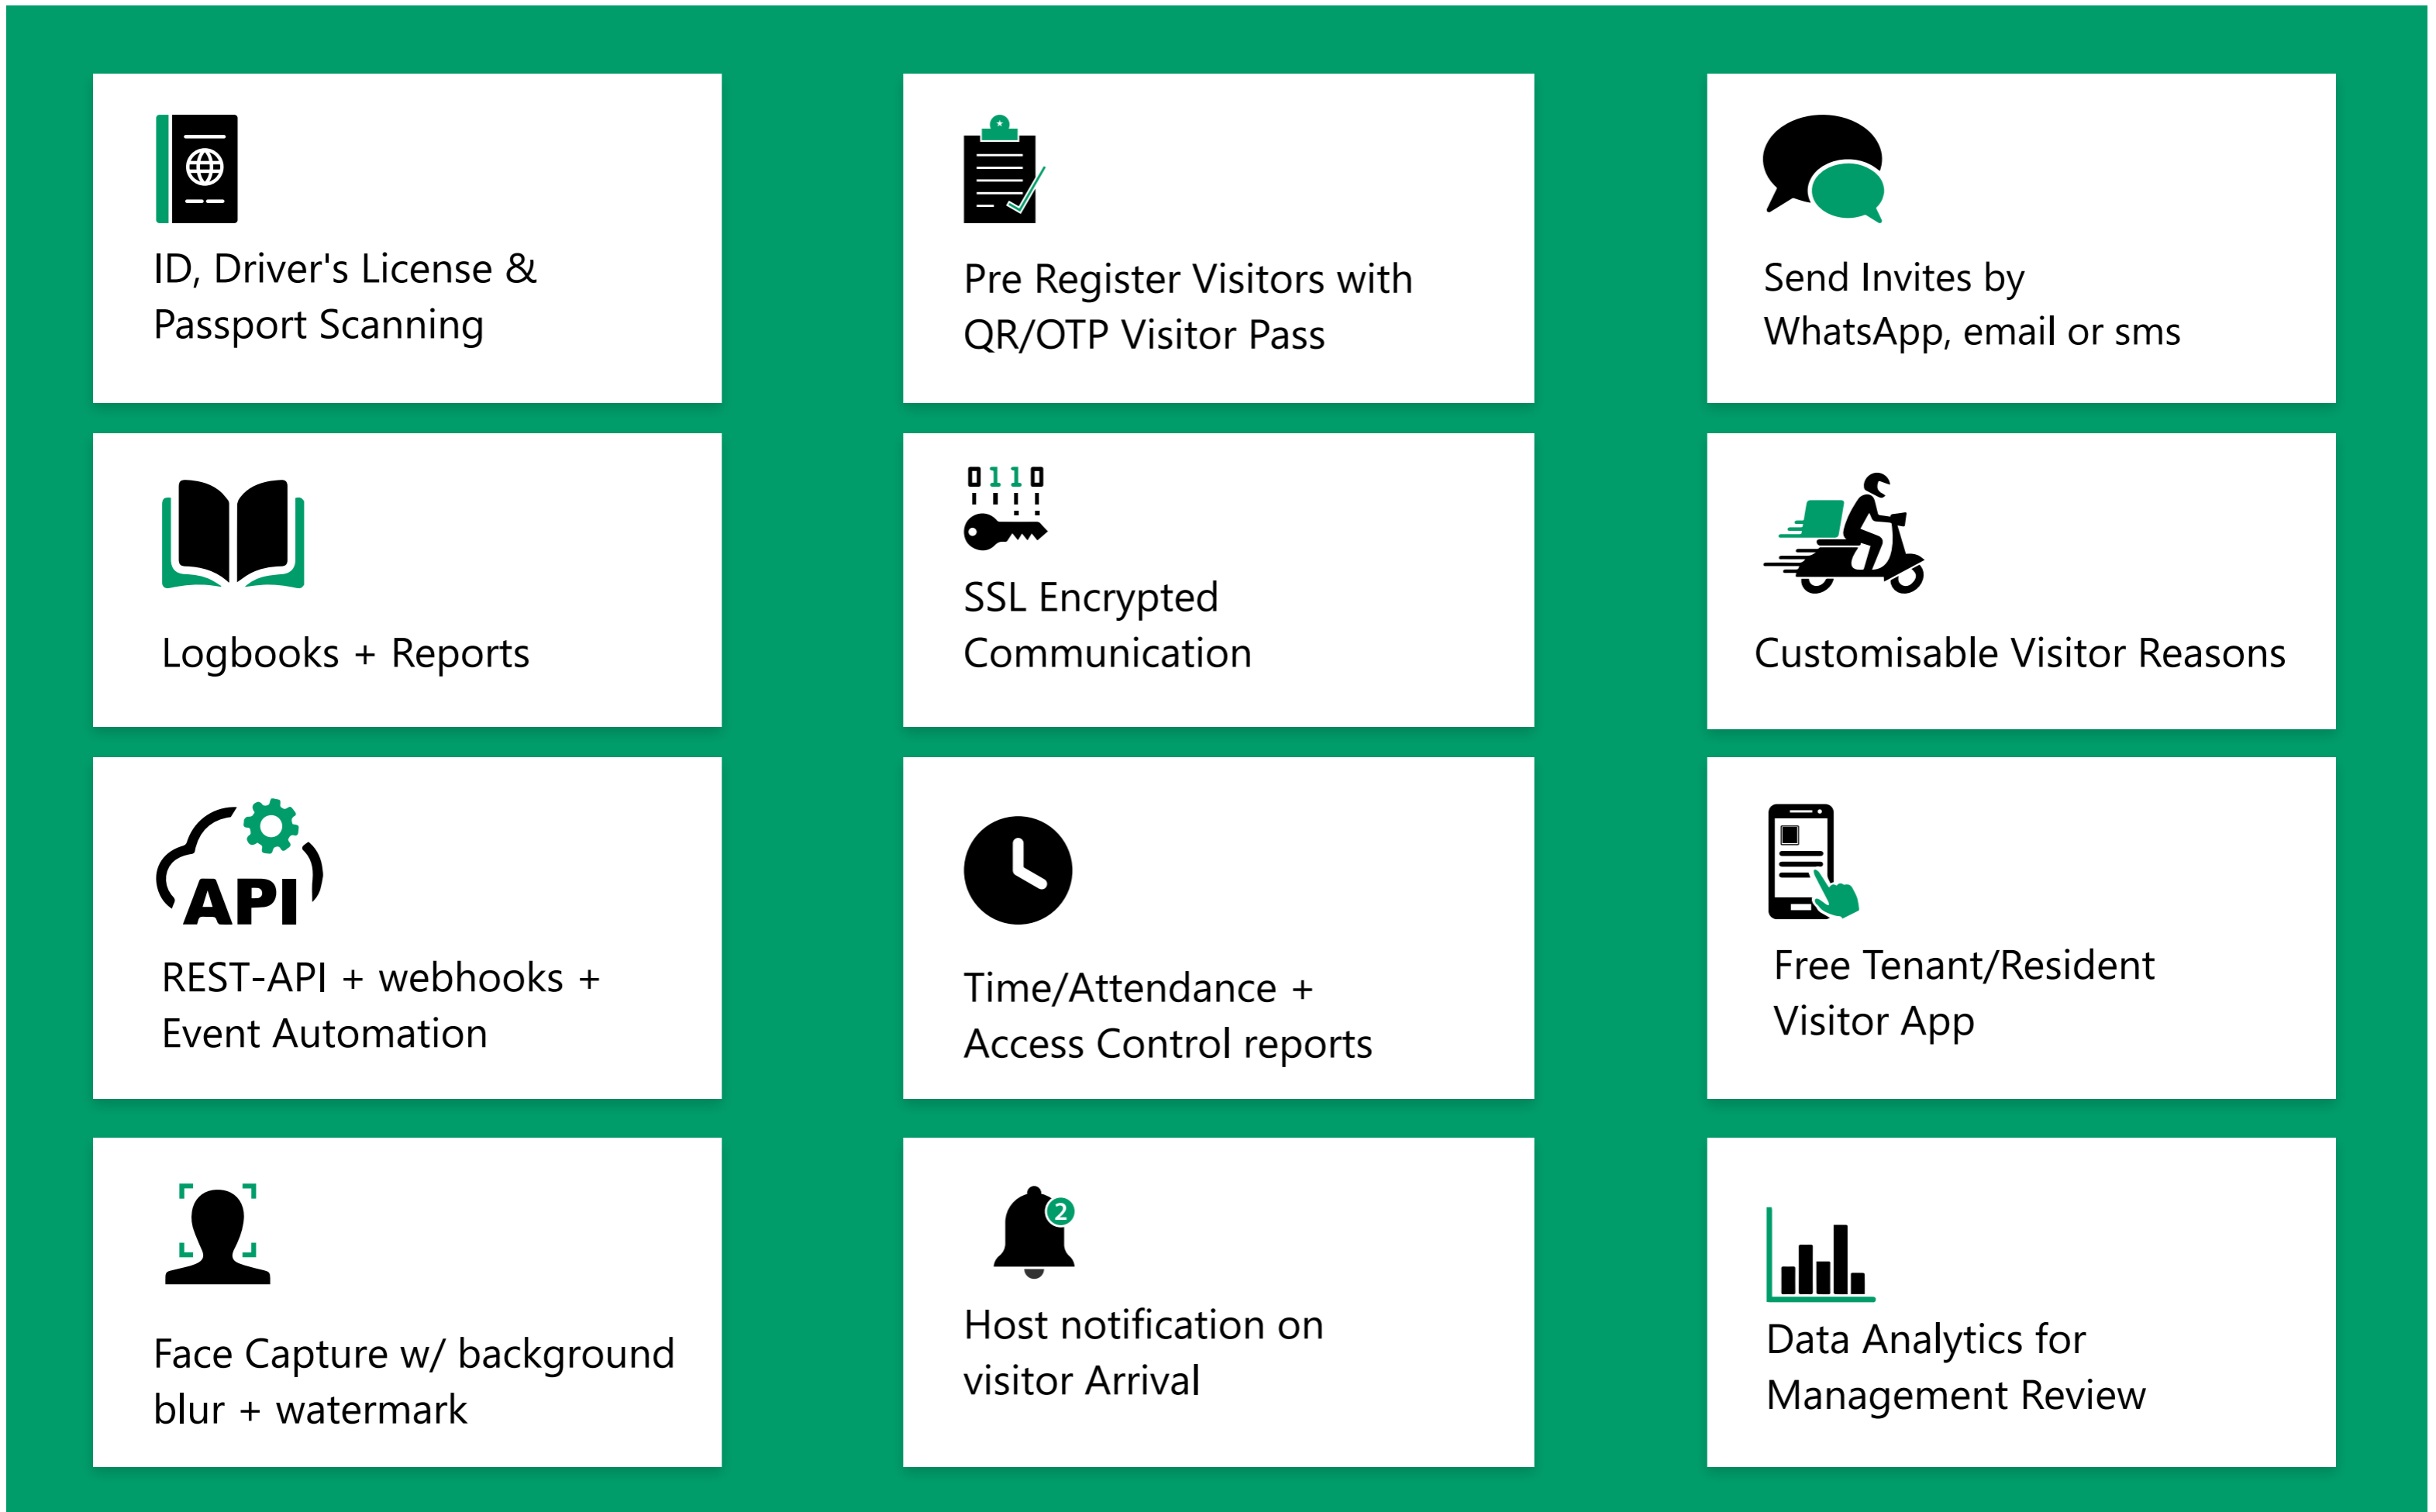 ID, Driver's License &
Passport Scanning
Pre Register Visitors with
QR/OTP Visitor Pass
Send Invites by
WhatsApp, email or sms
Logbooks + Reports
0110
SSL Encrypted
Communication
Customisable Visitor Reasons
API
REST-API + webhooks +
Event Automation
Time/Attendance +
Access Control reports
Free Tenant/Resident
Visitor App
Face Capture w/ background
blur + watermark
2
Host notification on
visitor Arrival
Data Analytics for
Management Review